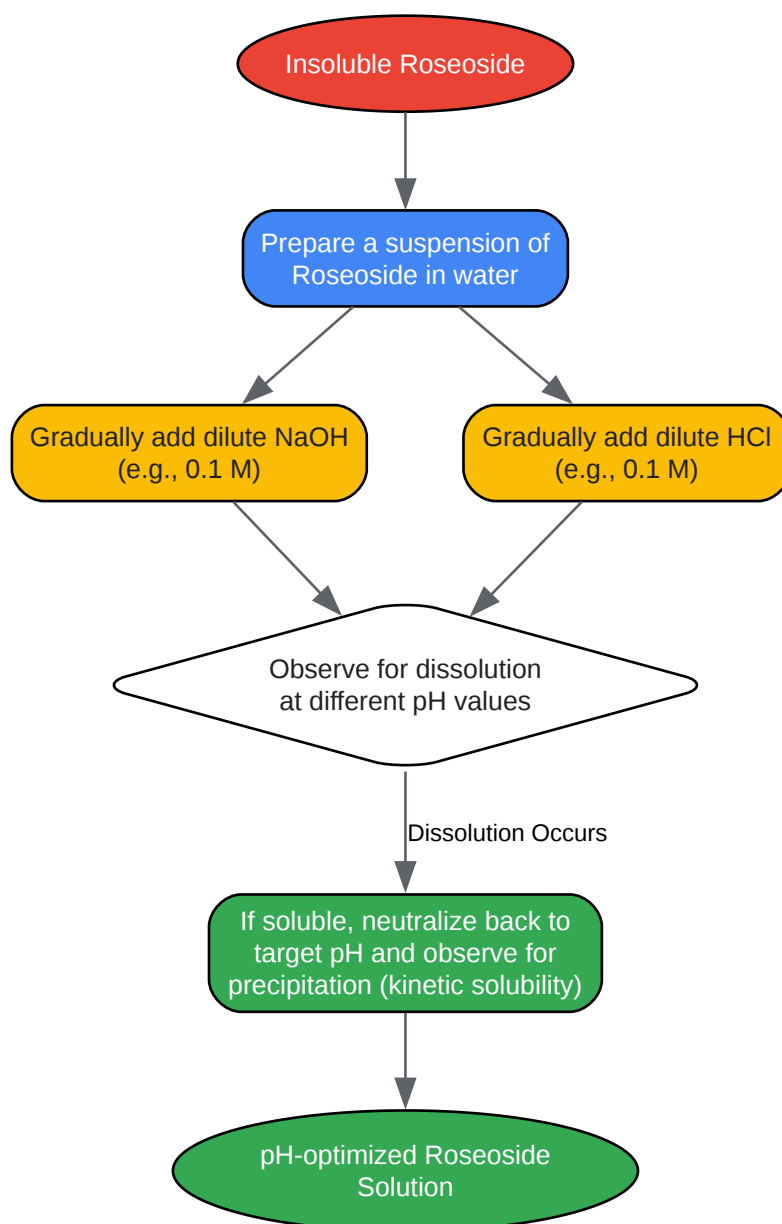 Insoluble Roseoside
Prepare a suspension of
Roseoside in water
Gradually add dilute NaOH
(e.g., 0.1 M)
Gradually add dilute HCl
(e.g., 0.1 M)
Observe for dissolution
at different pH values
Dissolution Occurs
If soluble, neutralize back to
target pH and observe for
precipitation (kinetic solubility)
pH-optimized Roseoside
Solution